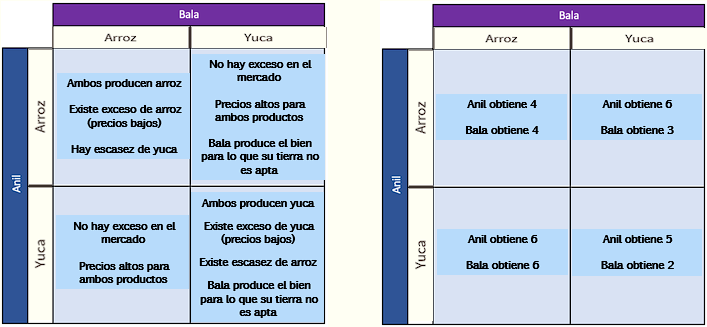 Bala
Arroz
Yuca
Anil
Arroz
Ambos producen arroz
Existe exceso de arroz
(precios bajos)
Hay escasez de yuca
No hay exceso en el
mercado
Precios altos para
ambos productos
Bala produce el bien
para lo que su tierra no
es apta
Yuca
No hay exceso en el
mercado
Precios altos para
ambos productos
Ambos producen yuca
Existe exceso de yuca
(precios bajos)
Existe escasez de arroz
Bala produce el bien
para lo que su tierra no
es apta
Bala
Arroz
Yuca
Anil
Arroz
Anil obtiene 4
Bala obtiene 4
Anil obtiene 6
Bala obtiene 3
Yuca
Anil obtiene 6
Bala obtiene 6
Anil obtiene 5
Bala obtiene 2